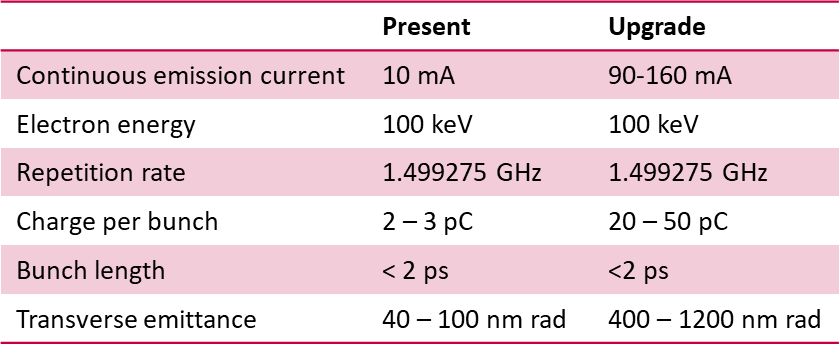 Present Upgrade
Continuous emission current 10 mA 90-160 mA
Electron energy 100 keV 100 keV
Repetition rate 1.499275 GHz 1.499275 GHz
Charge per bunch 2 – 3 pC 20 – 50 pC
Bunch length < 2 ps <2 ps
Transverse emittance 40 – 100 nm rad 400 – 1200 nm rad